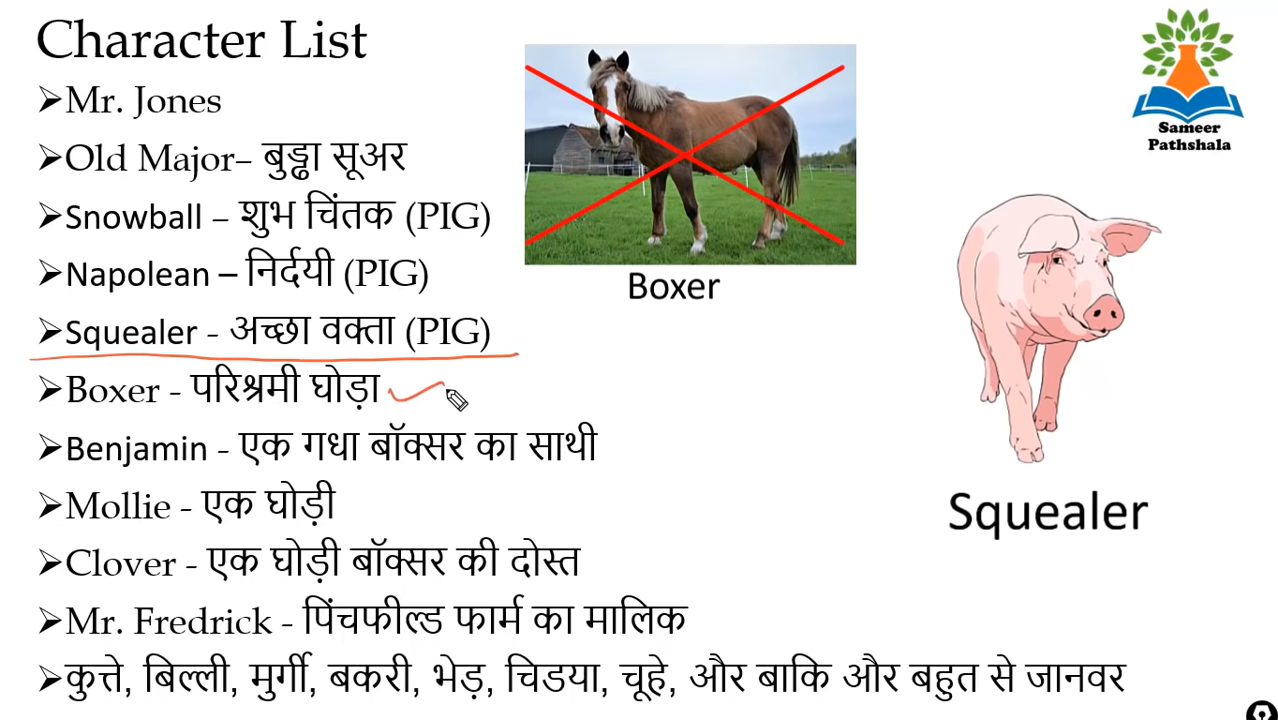 Character List
➢Mr. Jones
➢Old Major– बुड्ढा सूअर
➢Snowball – शुभ चिंतक (PIG)
➢Napolean – निर्दयी (PIG)
➢Squealer - अच्छा वक्ता (PIG)
➢Boxer - परिश्रमी घोड़ा
➢Benjamin - एक गधा बॉक्सर का साथी
➢Mollie - एक घोड़ी
➢Clover - एक घोड़ी बॉक्सर की दोस्त
➢Mr. Fredrick - पिंचफील्ड फार्म का मालिक
➢कुत्ते, बिल्ली, मुर्गी, बकरी, भेड़, चिडया, चूहे, और बाकि और बहुत से जानवर
Boxer
Squealer
Sameer
Pathshala